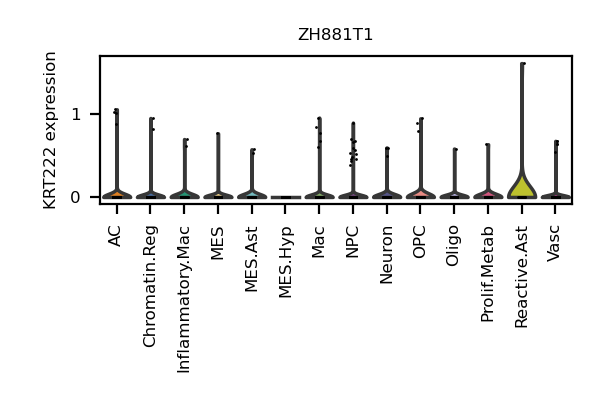 ZH881T1
KRT222 expression
1
0
AC
Chromatin.Reg
Inflammatory.Mac
MES
MES.Ast
MES.Hyp
Mac
NPC
Neuron
OPC
Oligo
Prolif.Metab
Reactive.Ast
Vasc